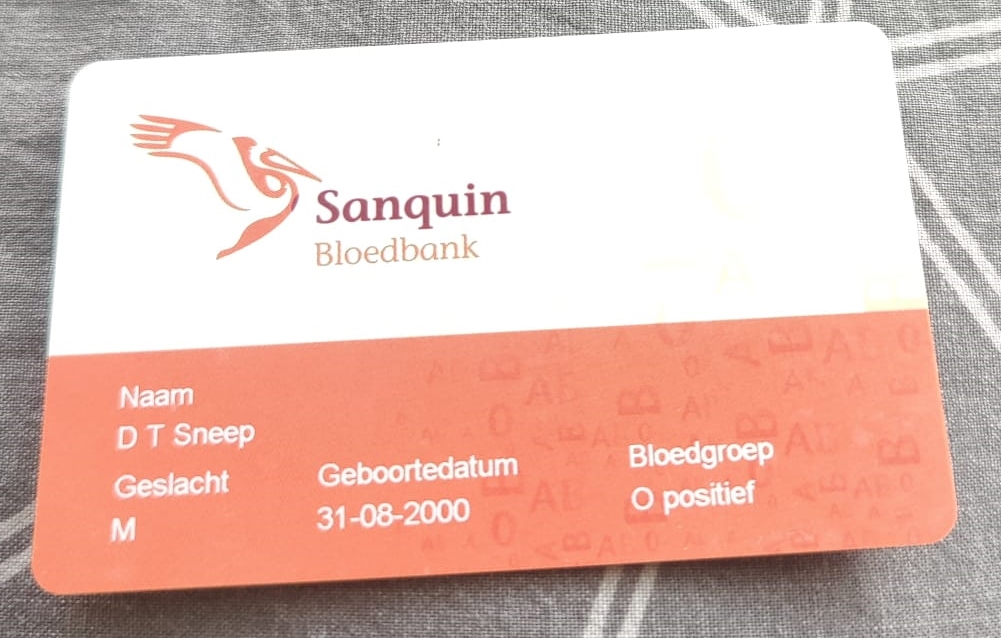 Sanquin
Bloedbank
Naam
D T Sneep
Geslacht
M
Geboortedatum
31-08-2000
Bloedgroep
O positief